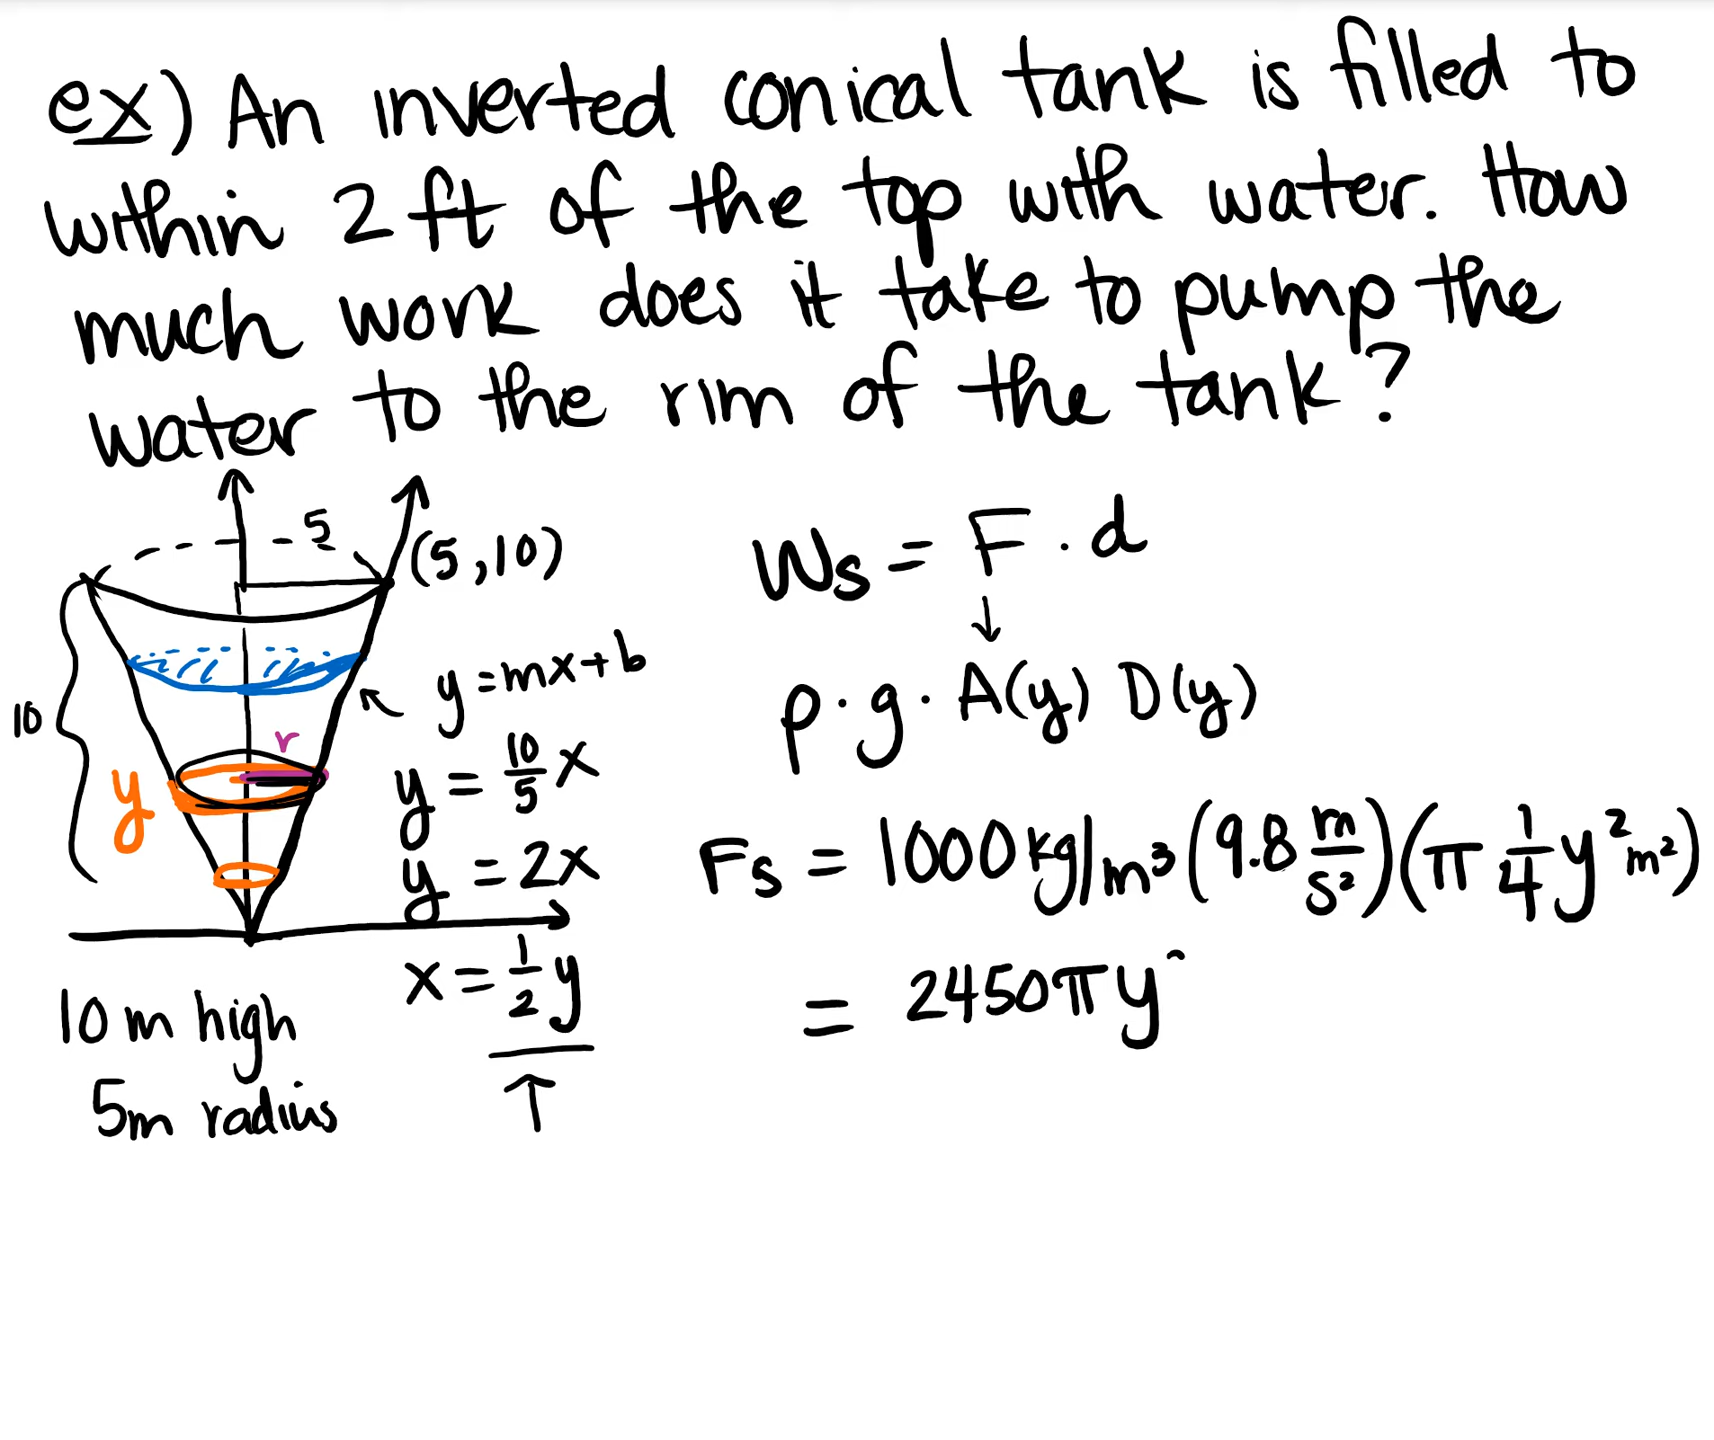 ex) An inverted conical tank is filled to
within 2 ft of the top with water. How
much work does it take to pump the
water to the rim of the tank?
5
(5,10)
10
r
y
y = mx + b
y = 10/5 x
y = 2x
x = 1/2 y
10 m high
5m radius
Ws = F · d
↓
ρ · g · A(y) D(y)
Fs = 1000 kg/m³ (9.8 m/s²)(π 1/4 y² m²)
= 2450πy